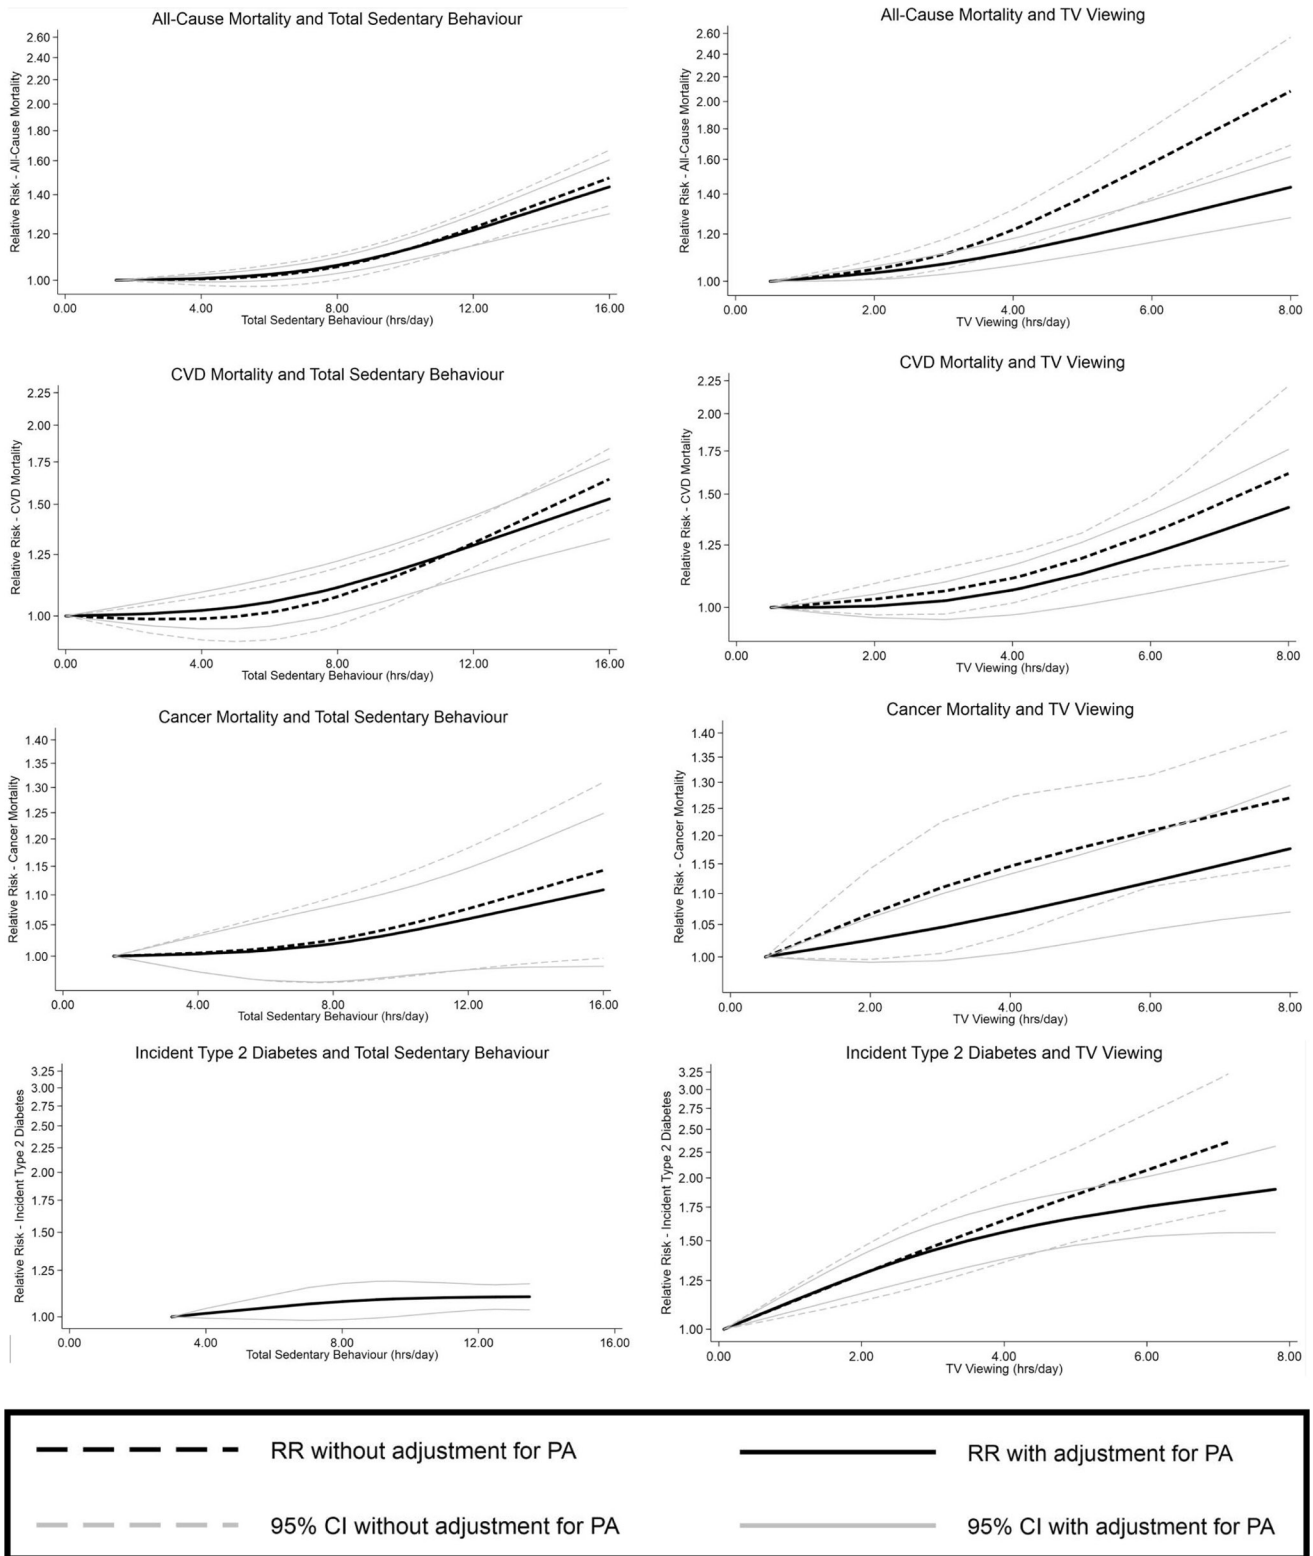 All-Cause Mortality and Total Sedentary Behaviour
Relative Risk - All-Cause Mortality
2.60
2.40
2.20
2.00
1.80
1.60
1.40
1.20
1.00
0.00 4.00 8.00 12.00 16.00
Total Sedentary Behaviour (hrs/day)
All-Cause Mortality and TV Viewing
Relative Risk - All-Cause Mortality
2.60
2.40
2.20
2.00
1.80
1.60
1.40
1.20
1.00
0.00 2.00 4.00 6.00 8.00
TV Viewing (hrs/day)
CVD Mortality and Total Sedentary Behaviour
Relative Risk - CVD Mortality
2.25
2.00
1.75
1.50
1.25
1.00
0.00 4.00 8.00 12.00 16.00
Total Sedentary Behaviour (hrs/day)
CVD Mortality and TV Viewing
Relative Risk - CVD Mortality
2.25
2.00
1.75
1.50
1.25
1.00
0.00 2.00 4.00 6.00 8.00
TV Viewing (hrs/day)
Cancer Mortality and Total Sedentary Behaviour
Relative Risk - Cancer Mortality
1.40
1.35
1.30
1.25
1.20
1.15
1.10
1.05
1.00
0.00 4.00 8.00 12.00 16.00
Total Sedentary Behaviour (hrs/day)
Cancer Mortality and TV Viewing
Relative Risk - Cancer Mortality
1.40
1.35
1.30
1.25
1.20
1.15
1.10
1.05
1.00
0.00 2.00 4.00 6.00 8.00
TV Viewing (hrs/day)
Incident Type 2 Diabetes and Total Sedentary Behaviour
Relative Risk - Incident Type 2 Diabetes
3.25
3.00
2.75
2.50
2.25
2.00
1.75
1.50
1.25
1.00
0.00 4.00 8.00 12.00 16.00
Total Sedentary Behaviour (hrs/day)
Incident Type 2 Diabetes and TV Viewing
Relative Risk - Incident Type 2 Diabetes
3.25
3.00
2.75
2.50
2.25
2.00
1.75
1.50
1.25
1.00
0.00 2.00 4.00 6.00 8.00
TV Viewing (hrs/day)
RR without adjustment for PA
RR with adjustment for PA
95% CI without adjustment for PA
95% CI with adjustment for PA